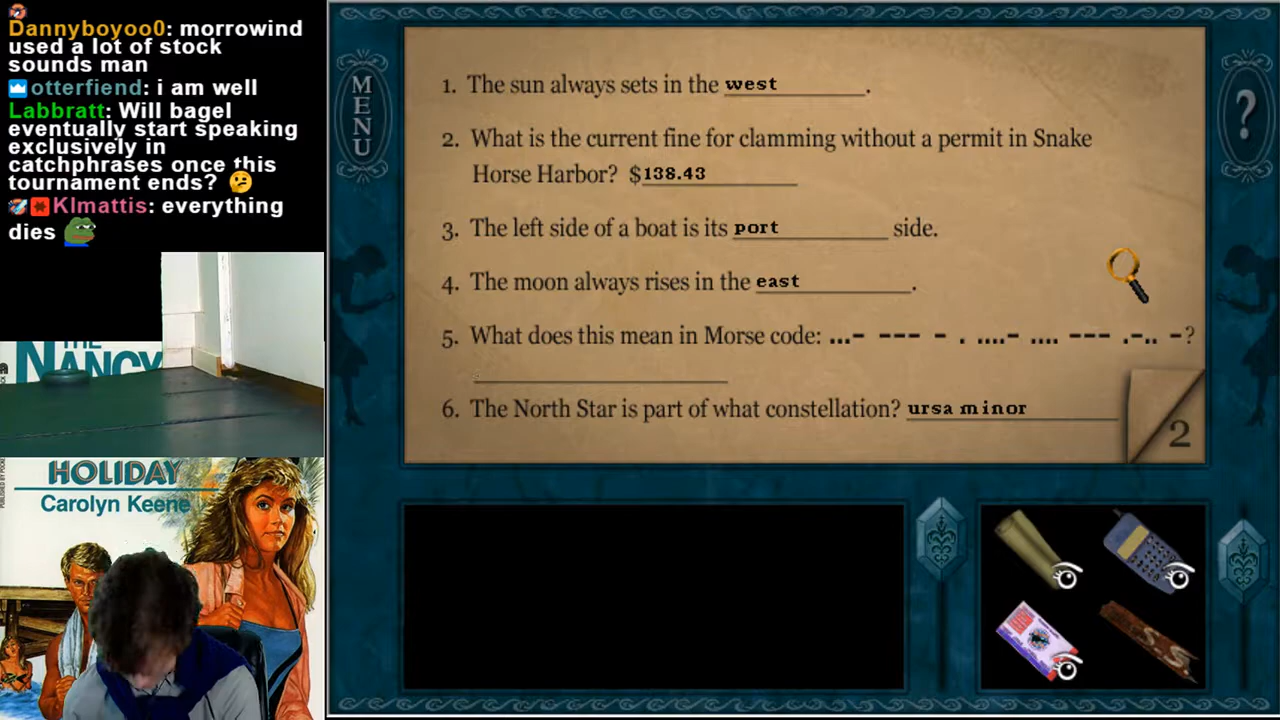 Dannyboyoo0: morrowind
used a lot of stock
sounds man
otterfiend: i am well
Labbratt: Will bagel
eventually start speaking
exclusively in
catchphrases once this
tournament ends?
KImattis: everything
dies
THE
NANCY
HOLIDAY
Carolyn Keene
MENU
?
1. The sun always sets in the west.
2. What is the current fine for clamming without a permit in Snake
Horse Harbor? $138.43
3. The left side of a boat is its port side.
4. The moon always rises in the east.
5. What does this mean in Morse code: ...- --- - . ....- .... --- .-.. -?
6. The North Star is part of what constellation? ursa minor
2